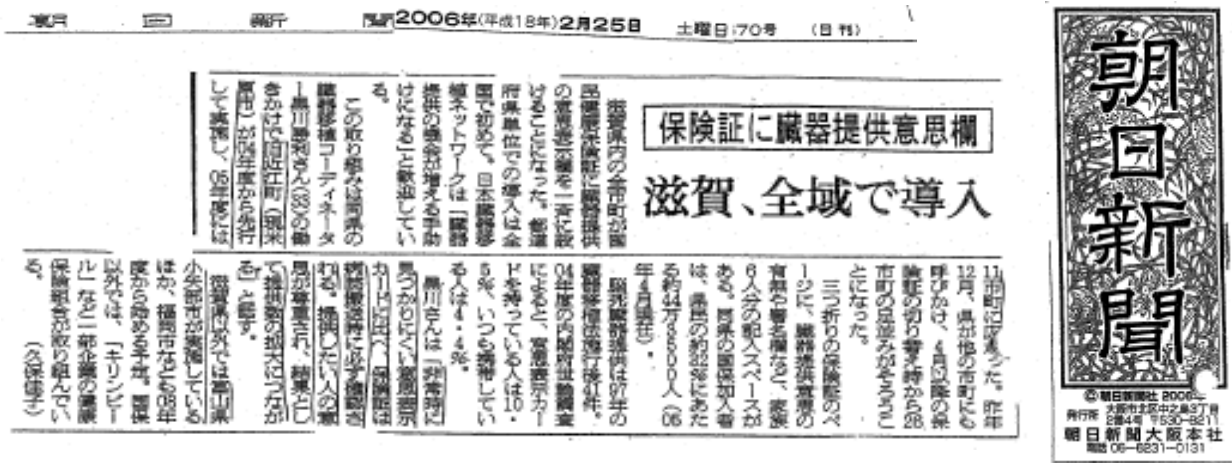 朝日新聞 2006年(平成18年)2月25日 土曜日 (日刊)
保険証に臓器提供意思欄
滋賀、全域で導入
滋賀県内の全市町が国
民健康保険証に臓器提供
の意思表示欄を一斉に設
けることになった。都道
府県単位での導入は全
国で初めて。日本臓器移
植ネットワークは「臓器
提供の機会が増える手助
けになる」と歓迎してい
る。
この取り組みは同県の
臓器移植コーディネータ
ー黒川勝利さんの働
きかけで旧近江町(現米
原市)が04年度から先行
して実施し、05年度には
11市町に広まった。昨年
12月、県が他の市町にも
呼びかけ、4月以降の保
険証の切り替え時から26
市町の足並みがそろうこ
とになった。
三つ折りの保険証のペ
ージに、臓器提供意思の
有無や署名欄など、家族
6人分の記入スペースが
ある。同県の国保加入者
は、県民の約32%にあた
る約44万3500人(05
年4月現在)。
脳死臓器提供は97年の
臓器移植法施行後41件。
04年度の内閣府世論調査
によると、意思表示カー
ドを持っている人は10・
5%、いつも携帯してい
る人は4・4%。
黒川さんは「非常時に
見つかりにくい意思表示
カードに比べ、保険証は
病院搬送時に必ず確認さ
れる。提供したい人の意
思が尊重され、結果とし
て提供数の拡大につなが
る」と話す。
滋賀県以外では富山県
小矢部市が実施している
ほか、福岡市なども06年
度から始める予定。国保
以外では、「キリンビー
ル」など一部企業の健康
保険組合が取り組んでい
る。 (久保佳子)
朝日新聞
©朝日新聞社 2006年
発行所 大阪市北区中之島3丁目
2番4号 〒530-8211
朝日新聞大阪本社
電話 06-6231-0131